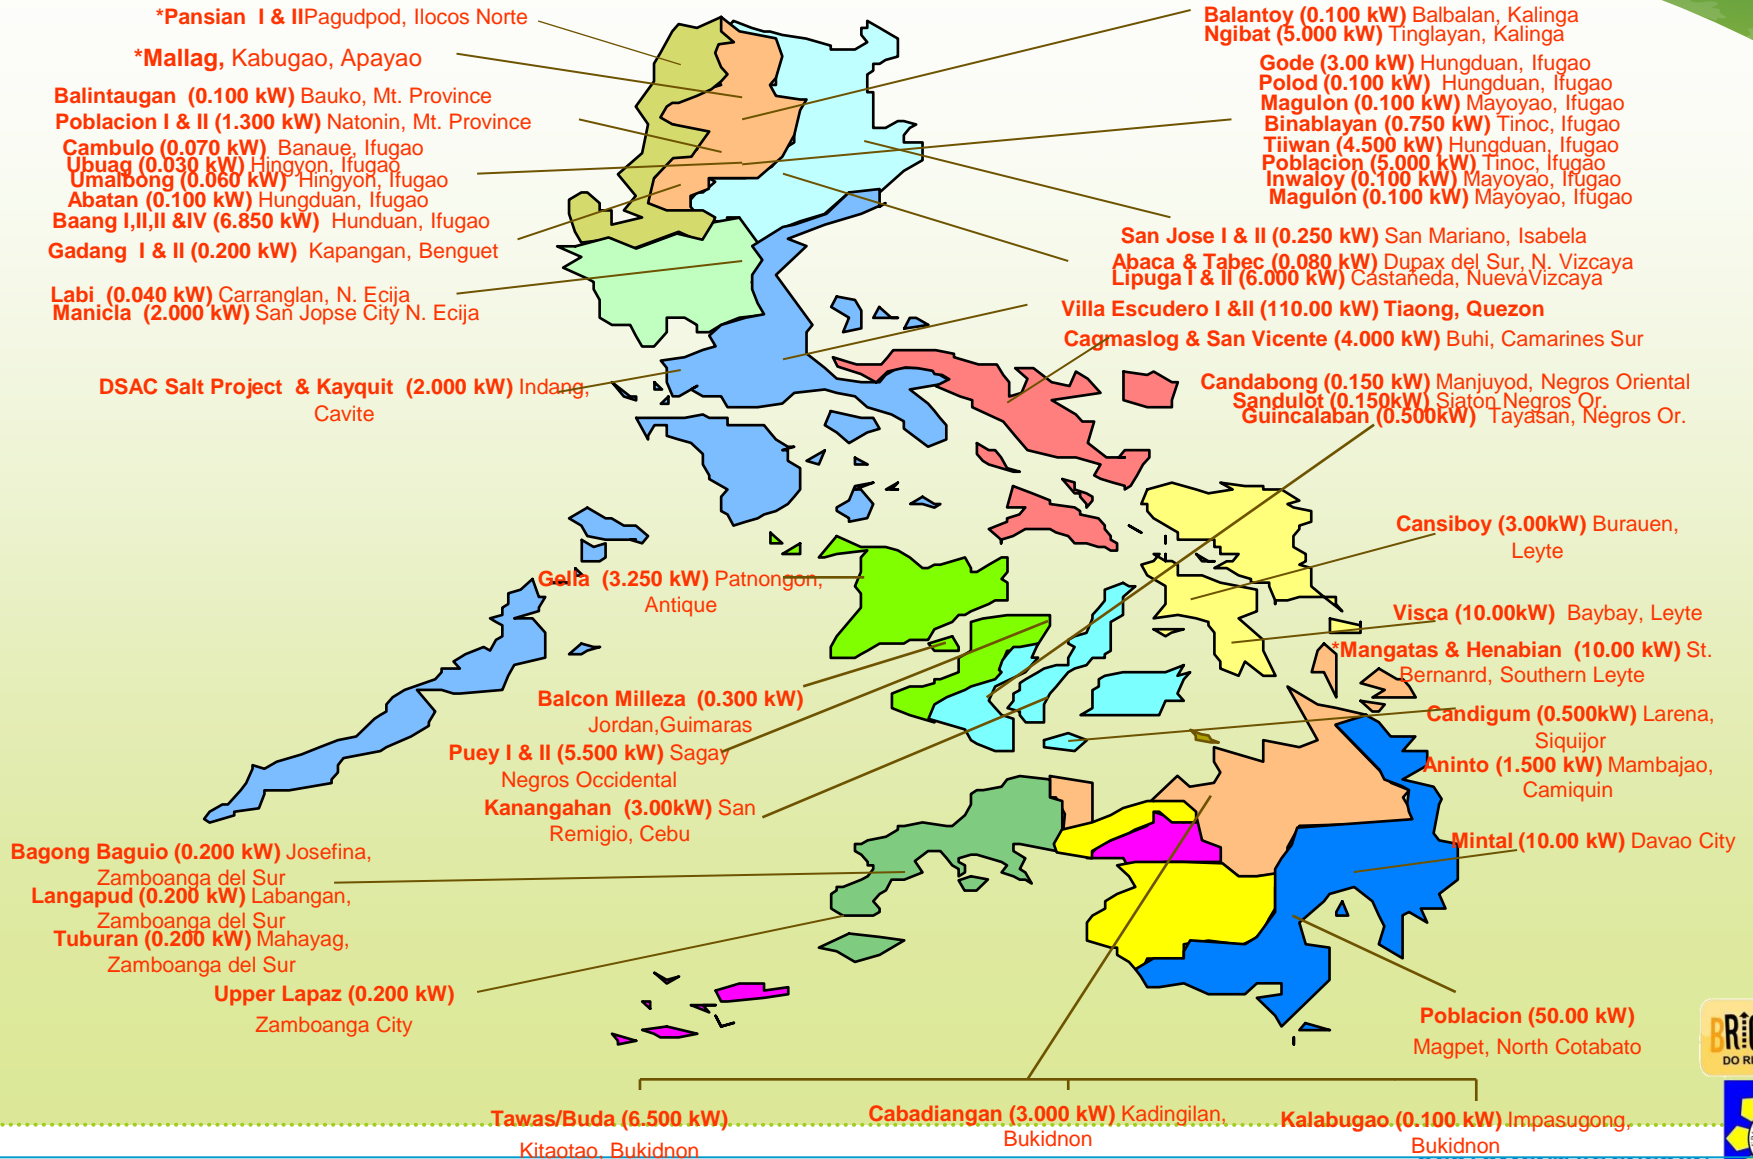 *Pansian I & IIPagudpod, Ilocos Norte
*Mallag, Kabugao, Apayao
Balintaugan (0.100 kW) Bauko, Mt. Province
Poblacion I & II (1.300 kW) Natonin, Mt. Province
Cambulo (0.070 kW) Banaue, Ifugao
Ubuag (0.030 kW) Hingyon, Ifugao
Umalbong (0.060 kW) Hingyon, Ifugao
Abatan (0.100 kW) Hungduan, Ifugao
Baang I,II,II &IV (6.850 kW) Hunduan, Ifugao
Gadang I & II (0.200 kW) Kapangan, Benguet
Labi (0.040 kW) Carranglan, N. Ecija
Manicla (2.000 kW) San Jopse City N. Ecija
DSAC Salt Project & Kayquit (2.000 kW) Indang,
Cavite
Balantoy (0.100 kW) Balbalan, Kalinga
Ngibat (5.000 kW) Tinglayan, Kalinga
Gode (3.00 kW) Hungduan, Ifugao
Polod (0.100 kW) Hungduan, Ifugao
Magulon (0.100 kW) Mayoyao, Ifugao
Binablayan (0.750 kW) Tinoc, Ifugao
Tiiwan (4.500 kW) Hungduan, Ifugao
Poblacion (5.000 kW) Tinoc, Ifugao
Inwaloy (0.100 kW) Mayoyao, Ifugao
Magulon (0.100 kW) Mayoyao, Ifugao
San Jose I & II (0.250 kW) San Mariano, Isabela
Abaca & Tabec (0.080 kW) Dupax del Sur, N. Vizcaya
Lipuga I & II (6.000 kW) Castañeda, NuevaVizcaya
Villa Escudero I &II (110.00 kW) Tiaong, Quezon
Cagmaslog & San Vicente (4.000 kW) Buhi, Camarines Sur
Candabong (0.150 kW) Manjuyod, Negros Oriental
Sandulot (0.150kW) Siaton Negros Or.
Guincalaban (0.500kW) Tayasan, Negros Or.
Cansiboy (3.00kW) Burauen,
Leyte
Visca (10.00kW) Baybay, Leyte
*Mangatas & Henabian (10.00 kW) St.
Bernanrd, Southern Leyte
Candigum (0.500kW) Larena,
Siquijor
Aninto (1.500 kW) Mambajao,
Camiquin
Mintal (10.00 kW) Davao City
Poblacion (50.00 kW)
Magpet, North Cotabato
Gella (3.250 kW) Patnongon,
Antique
Balcon Milleza (0.300 kW)
Jordan,Guimaras
Puey I & II (5.500 kW) Sagay
Negros Occidental
Kanangahan (3.00kW) San
Remigio, Cebu
Bagong Baguio (0.200 kW) Josefina,
Zamboanga del Sur
Langapud (0.200 kW) Labangan,
Zamboanga del Sur
Tuburan (0.200 kW) Mahayag,
Zamboanga del Sur
Upper Lapaz (0.200 kW)
Zamboanga City
Tawas/Buda (6.500 kW)
Kitaotao, Bukidnon
Cabadiangan (3.000 kW) Kadingilan,
Bukidnon
Kalabugao (0.100 kW) Impasugong,
Bukidnon
DO RE